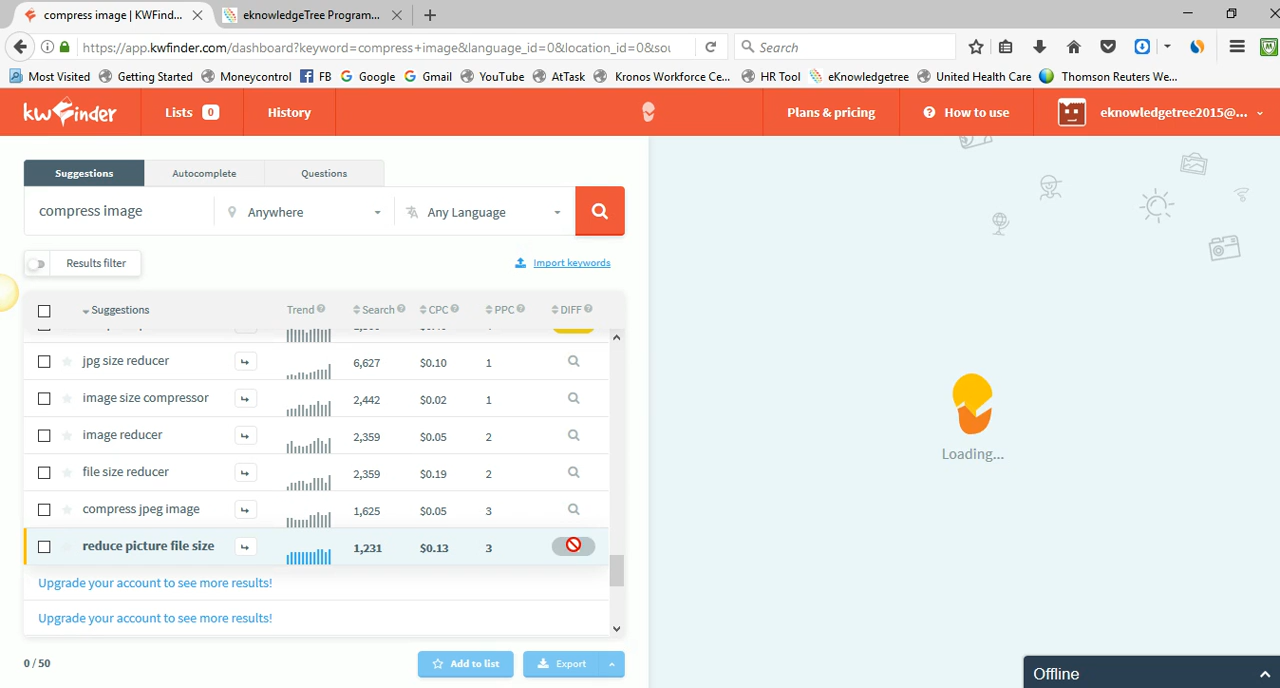 compress image | KWFind...
eknowledgeTree Program...
https://app.kwfinder.com/dashboard?keyword=compress+image&language_id=0&location_id=0&sou
Search
Most Visited Getting Started Moneycontrol FB Google Gmail YouTube AtTask Kronos Workforce Ce... HR Tool eKnowledgetree United Health Care Thomson Reuters We...
kwfinder Lists 0 History Plans & pricing How to use eknowledgetree2015@...
Suggestions Autocomplete Questions
compress image Anywhere Any Language
Results filter Import keywords
Suggestions Trend Search CPC PPC DIFF
jpg size reducer 6,627 $0.10 1
image size compressor 2,442 $0.02 1
image reducer 2,359 $0.05 2
file size reducer 2,359 $0.19 2
compress jpeg image 1,625 $0.05 3
reduce picture file size 1,231 $0.13 3
Upgrade your account to see more results!
Upgrade your account to see more results!
0 / 50 Add to list Export
Loading...
Offline